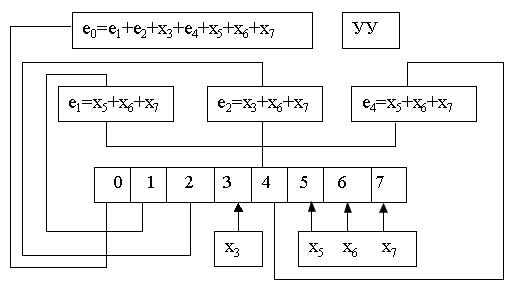 e₀=e₁+e₂+x₃+e₄+x₅+x₆+x₇ УУ
e₁=x₅+x₆+x₇ e₂=x₃+x₆+x₇ e₄=x₅+x₆+x₇
0 1 2 3 4 5 6 7
x₃ x₅ x₆ x₇